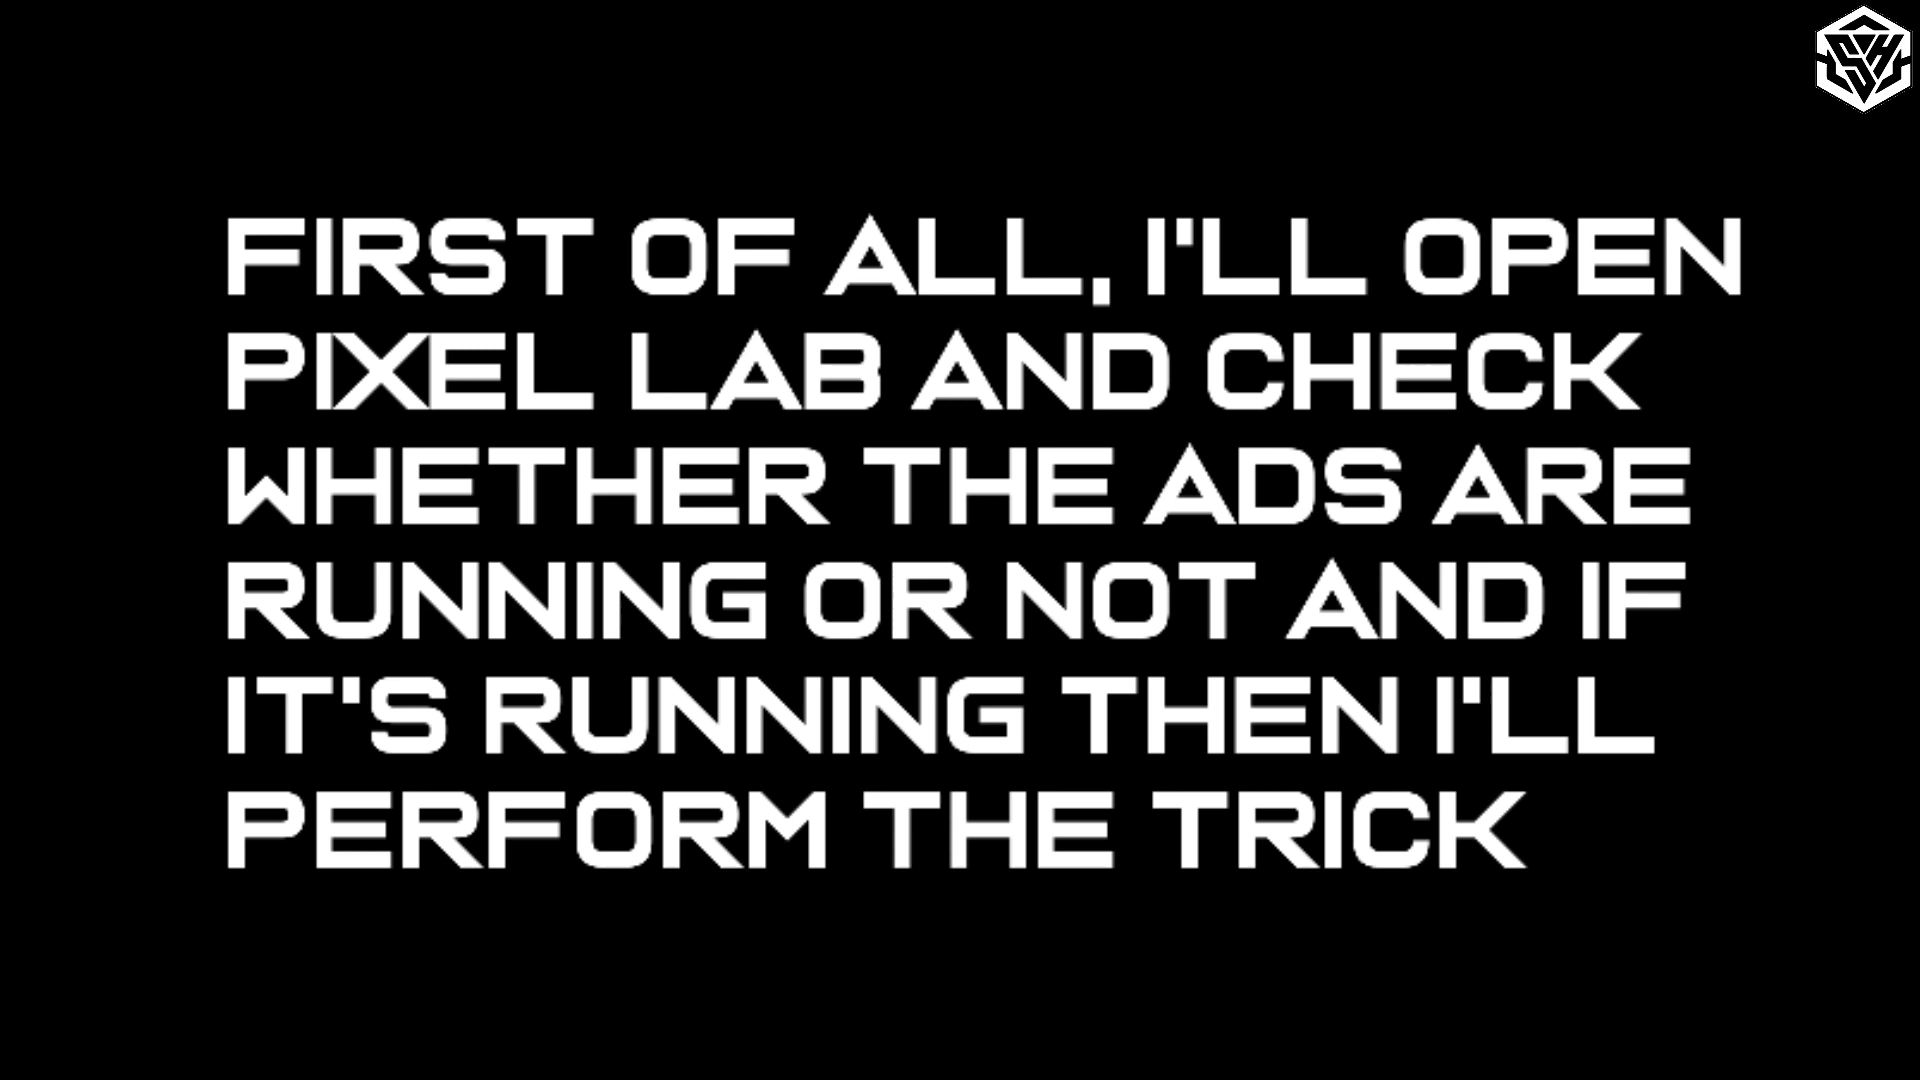 FIRST OF ALL, I'LL OPEN
PIXEL LAB AND CHECK
WHETHER THE ADS ARE
RUNNING OR NOT AND IF
IT'S RUNNING THEN I'LL
PERFORM THE TRICK